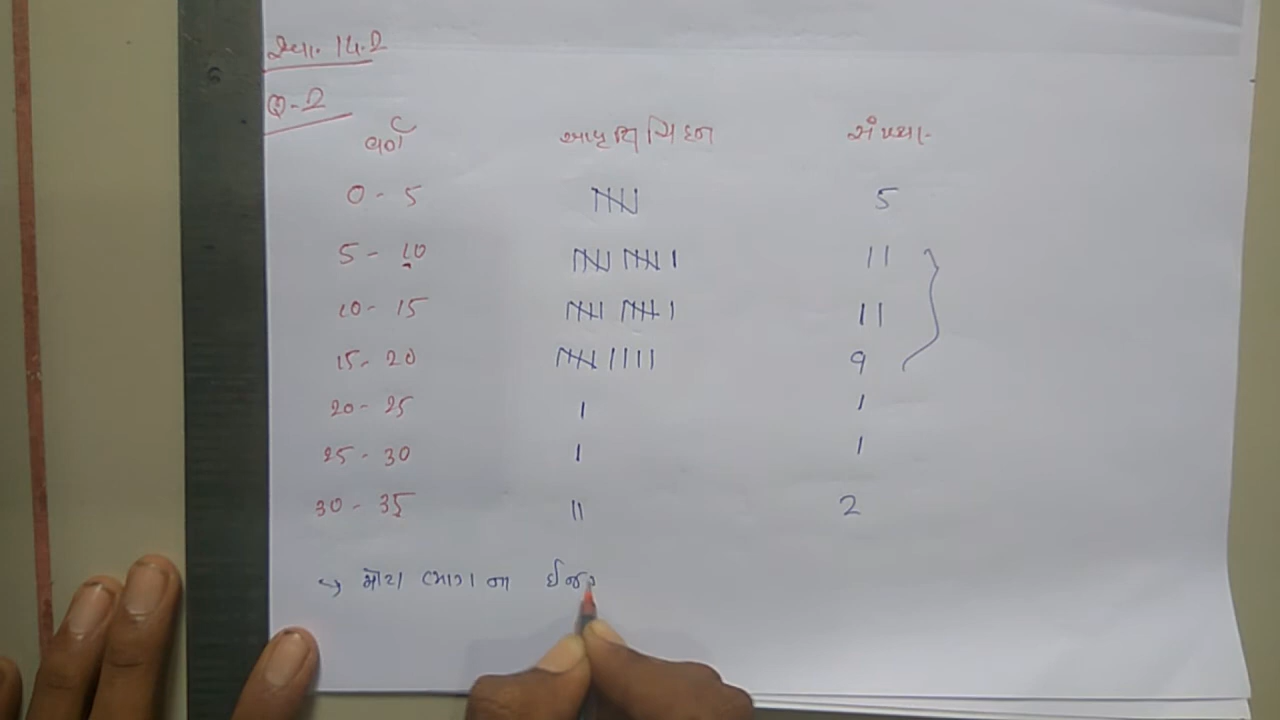 સ્વા. 14.2
Q-2
વર્ગ આવૃત્તિ ચિહ્ન સંખ્યા
0 - 5 5
5 - 10 11
10 - 15 11
15 - 20 9
20 - 25 1
25 - 30 1
30 - 35 2
→ મોટા ભાગના ઈજ